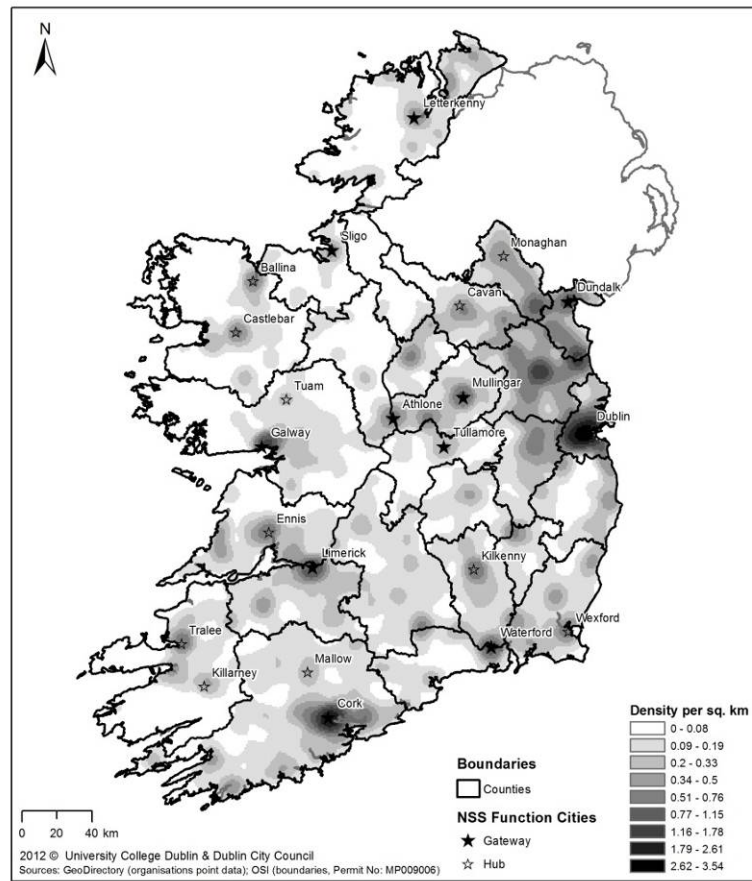 N
Letterkenny
Sligo
Monaghan
Ballina
Cavan
Dundalk
Castlebar
Mullingar
Tuam
Athlone
Dublin
Galway
Tullamore
Ennis
Limerick
Kilkenny
Tralee
Waterford
Wexford
Killarney
Mallow
Cork
Density per sq. km
0 - 0.08
0.09 - 0.19
0.2 - 0.33
0.34 - 0.5
0.51 - 0.76
0.77 - 1.15
1.16 - 1.78
1.79 - 2.61
2.62 - 3.54
Boundaries
Counties
NSS Function Cities
Gateway
Hub
0 20 40
km
2012 © University College Dublin & Dublin City Council
Sources: GeoDirectory (organisations point data); OSI (boundaries, Permit No: MP009006)